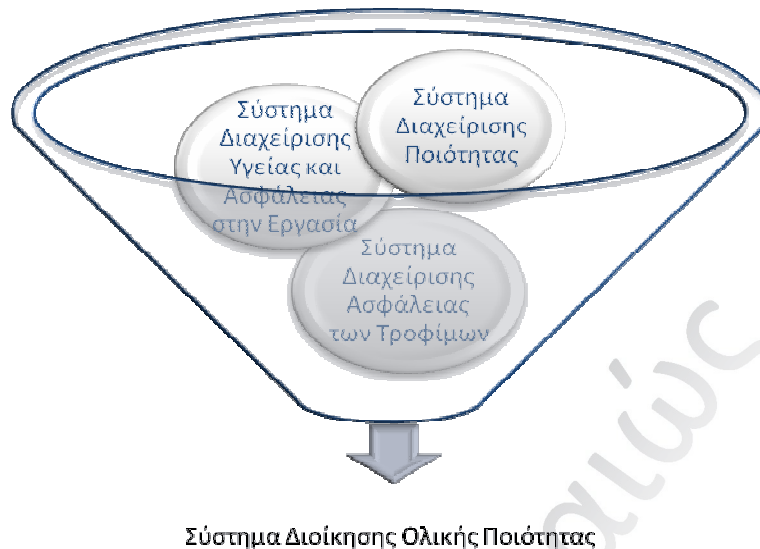 Σύστημα
Διαχείρισης
Υγείας και
Ασφάλειας
στην Εργασία
Σύστημα
Διαχείρισης
Ποιότητας
Σύστημα
Διαχείρισης
Ασφάλειας
των Τροφίμων
Σύστημα Διοίκησης Ολικής Ποιότητας